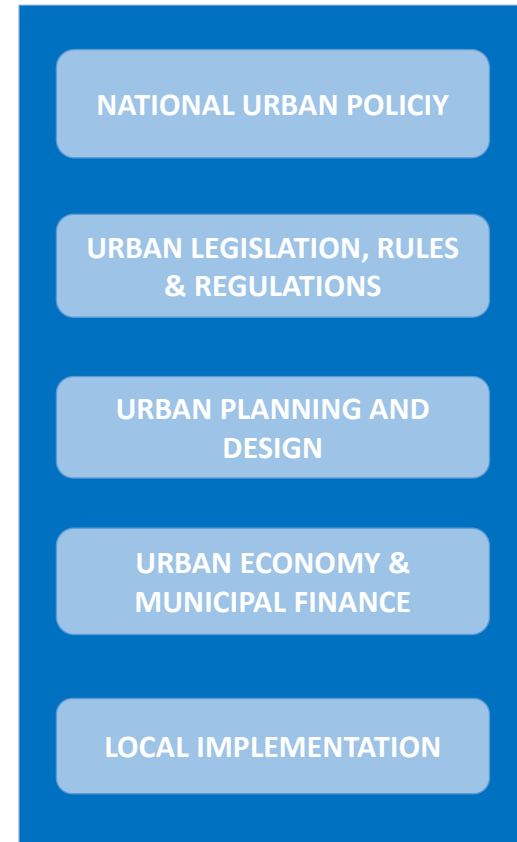 NATIONAL URBAN POLICIY
URBAN LEGISLATION, RULES
& REGULATIONS
URBAN PLANNING AND
DESIGN
URBAN ECONOMY &
MUNICIPAL FINANCE
LOCAL IMPLEMENTATION